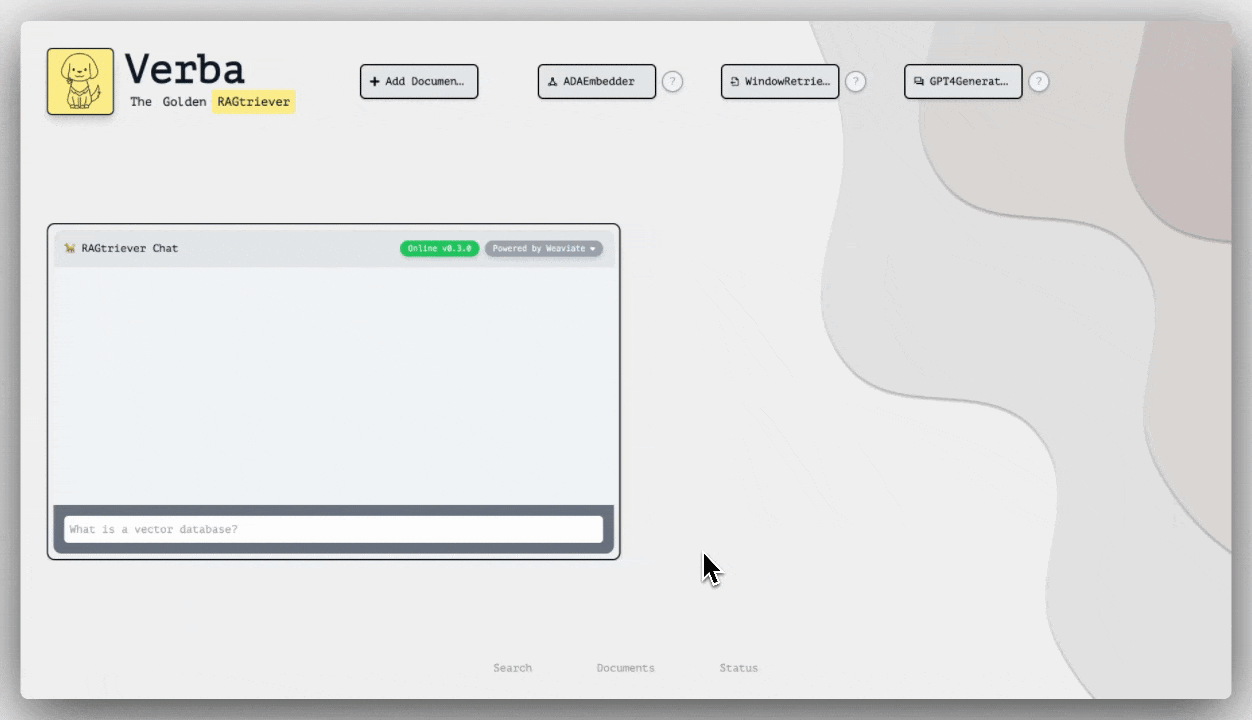 Verba
The Golden RAGtriever
Add Documen...
ADAEmbedder
?
WindowRetrie...
?
GPT4Generat...
?
RAGtriever Chat
Online v0.3.0
Powered by Weaviate
What is a vector database?
Search
Documents
Status